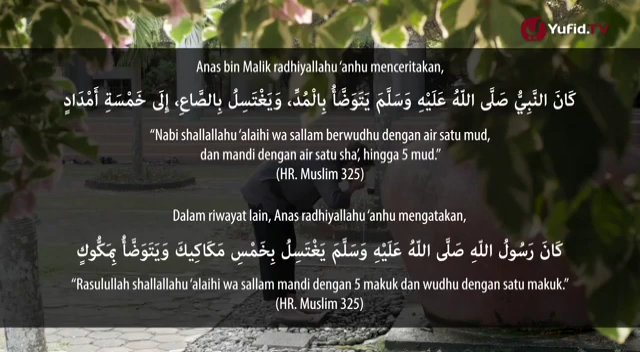 Yufid.TV
Anas bin Malik radhiyallahu ‘anhu menceritakan,
كَانَ النَّبِيُّ صَلَّى اللَّهُ عَلَيْهِ وَسَلَّمَ يَتَوَضَّأُ بِالْمُدِّ، وَيَغْتَسِلُ بِالصَّاعِ، إِلَى خَمْسَةِ أَمْدَادٍ
“Nabi shallallahu ‘alaihi wa sallam berwudhu dengan air satu mud,
dan mandi dengan air satu sha’, hingga 5 mud.”
(HR. Muslim 325)
Dalam riwayat lain, Anas radhiyallahu ‘anhu mengatakan,
كَانَ رَسُولُ اللَّهِ صَلَّى اللَّهُ عَلَيْهِ وَسَلَّمَ يَغْتَسِلُ بِخَمْسِ مَكَاكِيكَ وَيَتَوَضَّأُ بِمَكُّوكٍ
“Rasulullah shallallahu ‘alaihi wa sallam mandi dengan 5 makuk dan wudhu dengan satu makuk.”
(HR. Muslim 325)